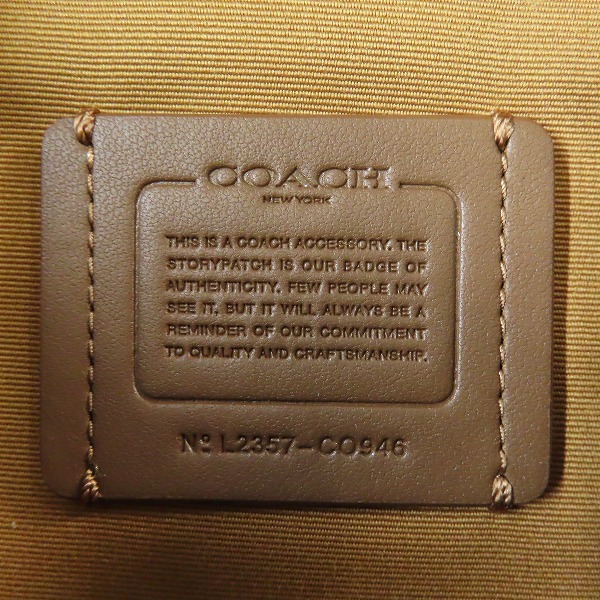 COACH
NEW YORK
THIS IS A COACH ACCESSORY. THE
STORYPATCH IS OUR BADGE OF
AUTHENTICITY. FEW PEOPLE MAY
SEE IT, BUT IT WILL ALWAYS BE A
REMINDER OF OUR COMMITMENT
TO QUALITY AND CRAFTSMANSHIP.
Nº L2357-CO946